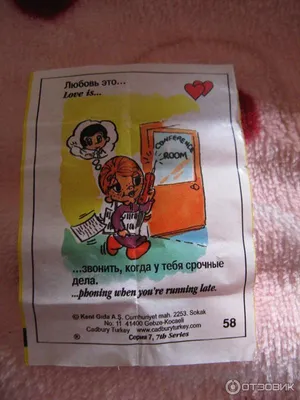 Любовь это...
Love is...
CONFERENCE
ROOM
...звонить, когда у тебя срочные
дела.
...phoning when you're running late.
© Kent Gıda A.Ş. Cumhuriyet mah. 2253. Sokak
No. 11 41400 Gebze-Kocaeli
Cadbury Turkey www.cadburyturkey.com
® Серия 7, 7th Series
58
ОТЗОВИК